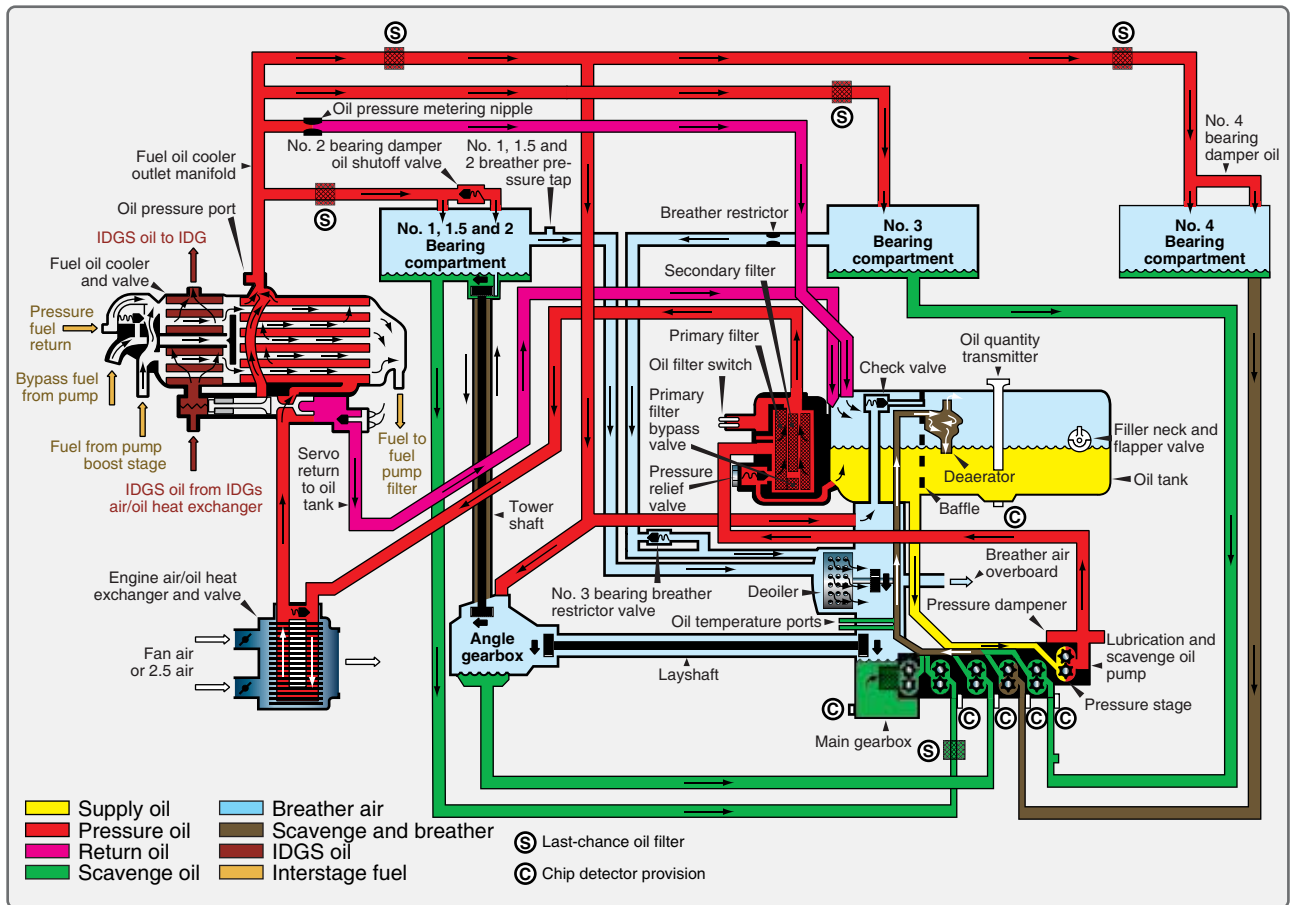 S
S
Oil pressure metering nipple
S
No. 4
bearing
damper oil
No. 2 bearing damper
oil shutoff valve
No. 1, 1.5 and
2 breather pre-
ssure tap
Fuel oil cooler
outlet manifold
S
Oil pressure port
Breather restrictor
No. 1, 1.5 and 2
Bearing
compartment
No. 3
Bearing
compartment
No. 4
Bearing
compartment
IDGS oil to IDG
Fuel oil cooler
and valve
Secondary filter
Pressure
fuel
return
Primary filter
Oil filter switch
Oil quantity
transmitter
Check valve
Bypass fuel
from pump
Primary
filter
bypass
valve
Filler neck and
flapper valve
Fuel from pump
boost stage
Servo
return
to oil
tank
Fuel to
fuel
pump
filter
Pressure
relief
valve
Deaerator
Oil tank
IDGS oil from IDGs
air/oil heat exchanger
Baffle
C
Tower
shaft
Breather air
overboard
Engine air/oil heat
exchanger and valve
No. 3 bearing breather
restrictor valve
Deoiler
Pressure dampener
Oil temperature ports
Lubrication and
scavenge oil
pump
Angle
gearbox
Fan air
or 2.5 air
Layshaft
Pressure stage
C
C
C
C
Main gearbox
S
Supply oil
Pressure oil
Return oil
Scavenge oil
Breather air
Scavenge and breather
IDGS oil
Interstage fuel
S Last-chance oil filter
C Chip detector provision